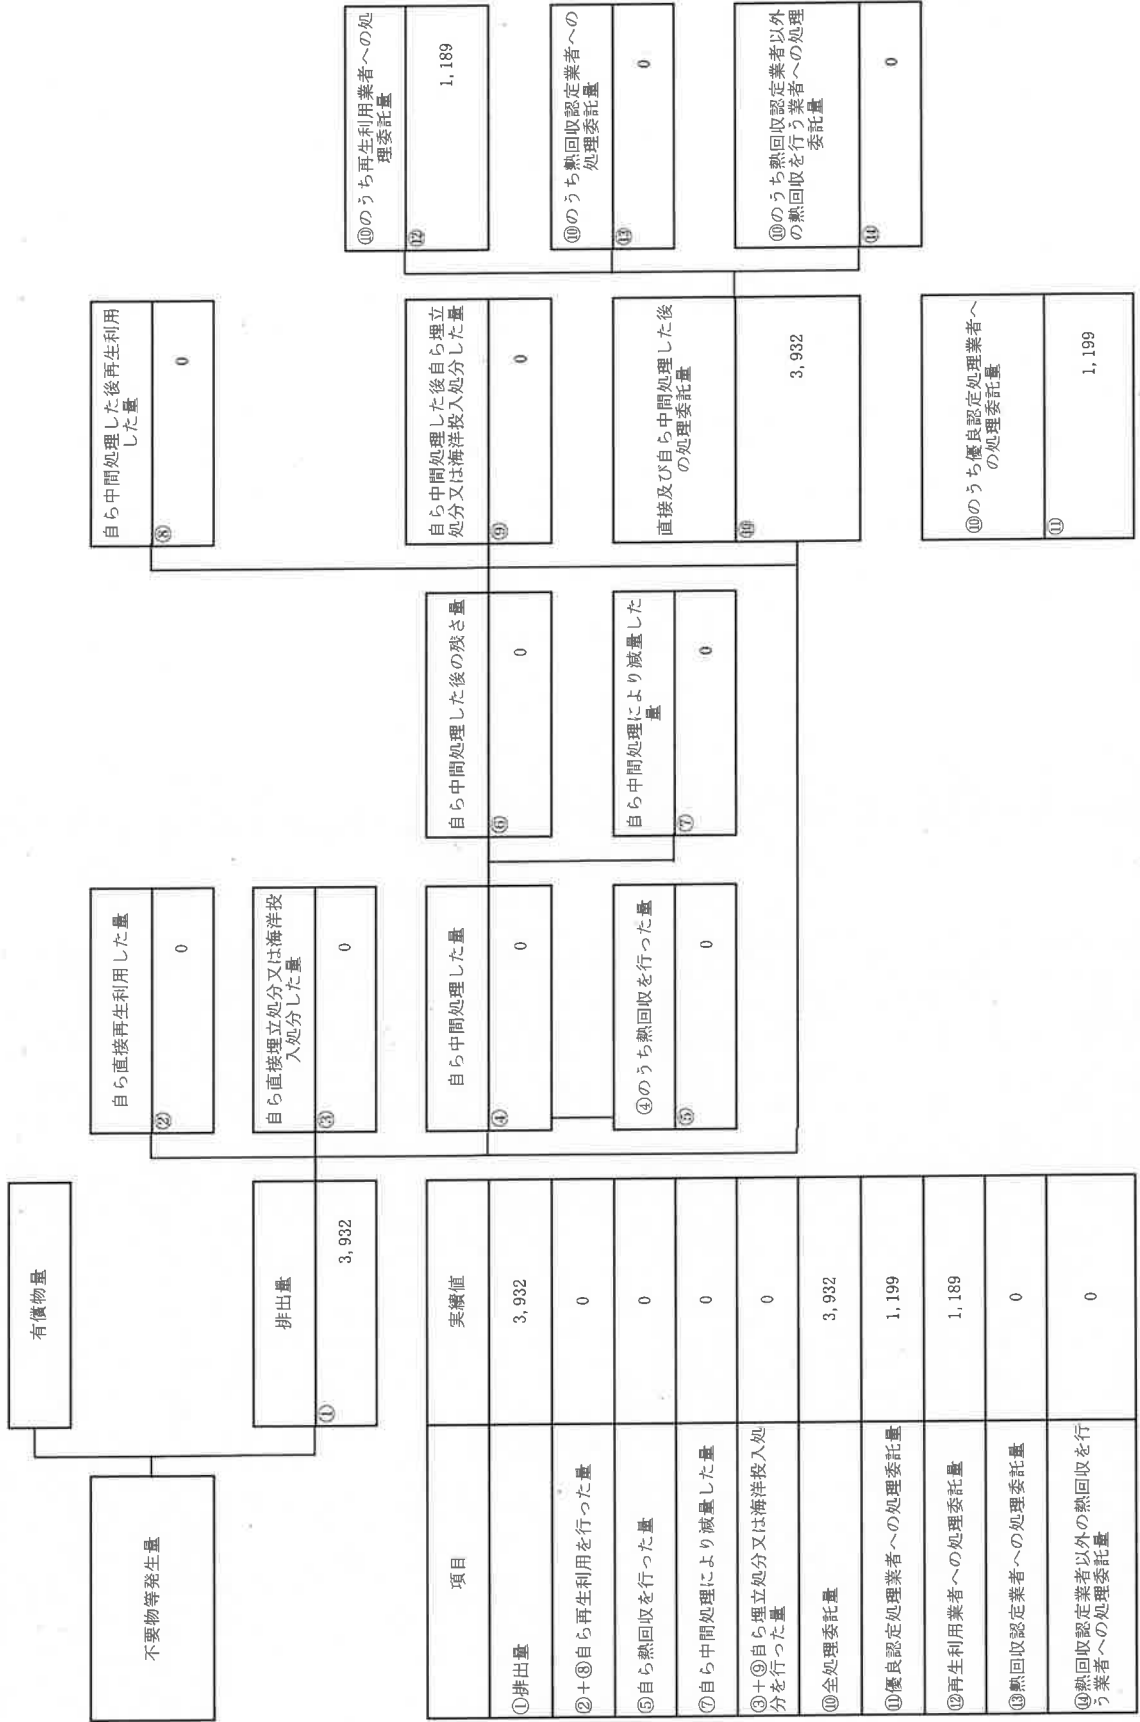 不要物等発生量
有償物量
排出量
①
3,932
自ら直接再生利用した量
②
0
自ら直接埋立処分又は海洋投
入処分した量
③
0
自ら中間処理した量
④
0
④のうち熱回収を行った量
⑤
0
自ら中間処理した後の残さ量
⑥
0
自ら中間処理により減量した
量
⑦
0
自ら中間処理した後再生利用
した量
⑧
0
自ら中間処理した後自ら埋立
処分又は海洋投入処分した量
⑨
0
直接及び自ら中間処理した後
の処理委託量
⑩
3,932
⑩のうち優良認定処理業者へ
の処理委託量
⑪
1,199
⑩のうち再生利用業者への処
理委託量
⑫
1,189
⑩のうち熱回収認定業者への
処理委託量
⑬
0
⑩のうち熱回収認定業者以外
の熱回収を行う業者への処理
委託量
⑭
0
項目
実績値
①排出量
3,932
②+⑧自ら再生利用を行った量
0
⑤自ら熱回収を行った量
0
⑦自ら中間処理により減量した量
0
③+⑨自ら埋立処分又は海洋投入処
分を行った量
0
⑩全処理委託量
3,932
⑪優良認定処理業者への処理委託量
1,199
⑫再生利用業者への処理委託量
1,189
⑬熱回収認定業者への処理委託量
0
⑭熱回収認定業者以外の熱回収を行
う業者への処理委託量
0